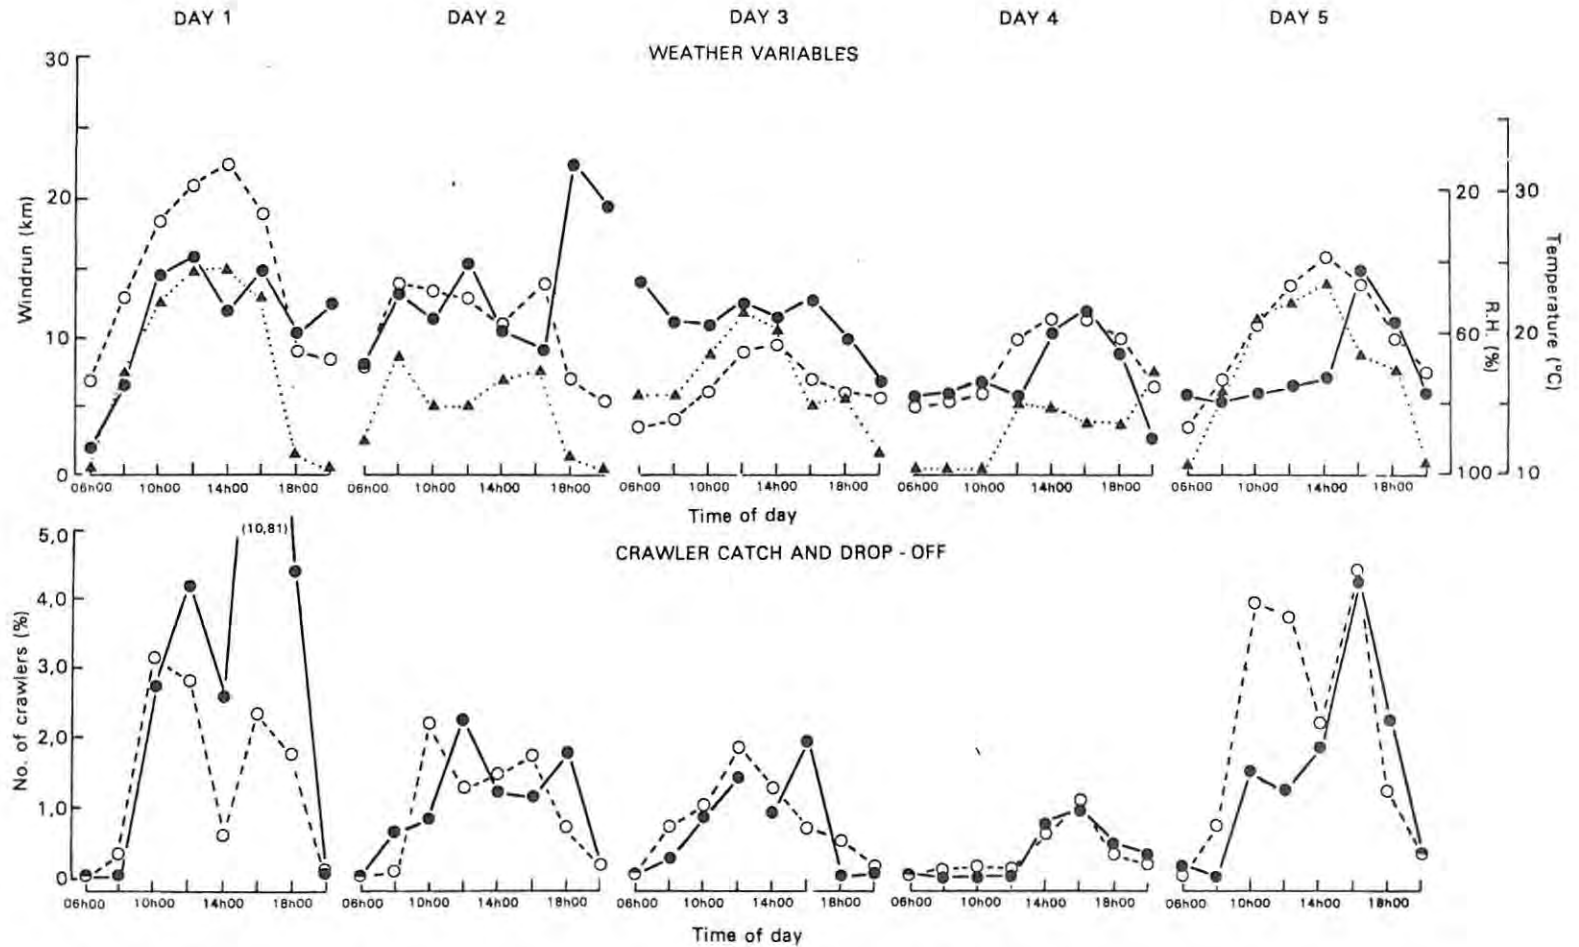 DAY 1 DAY 2 DAY 3 DAY 4 DAY 5
WEATHER VARIABLES
30
20
10
0
Windrun (km)
20
60
100
R.H. (%)
30
20
10
Temperature (°C)
06h00 10h00 14h00 18h00 06h00 10h00 14h00 18h00 06h00 10h00 14h00 18h00 06h00 10h00 14h00 18h00 06h00 10h00 14h00 18h00
Time of day
CRAWLER CATCH AND DROP - OFF
(10,81)
5,0
4,0
3,0
2,0
1,0
0
No. of crawlers (%)
06h00 10h00 14h00 18h00 06h00 10h00 14h00 18h00 06h00 10h00 14h00 18h00 06h00 10h00 14h00 18h00 06h00 10h00 14h00 18h00
Time of day